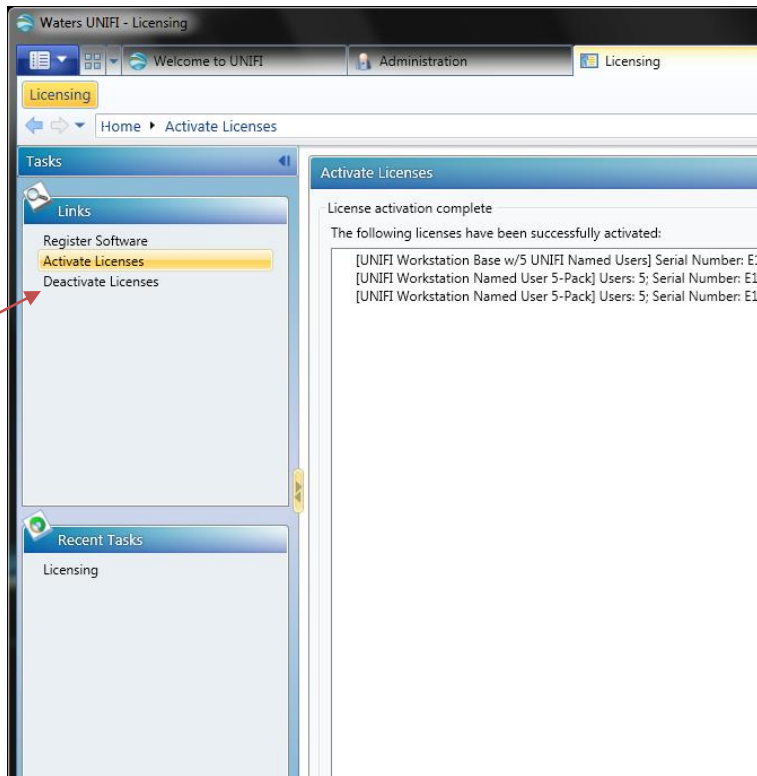 Waters UNIFI - Licensing
Welcome to UNIFI
Administration
Licensing
Licensing
Home
Activate Licenses
Tasks
Links
Register Software
Activate Licenses
Deactivate Licenses
Recent Tasks
Licensing
Activate Licenses
License activation complete
The following licenses have been successfully activated:
[UNIFI Workstation Base w/5 UNIFI Named Users] Serial Number: E1
[UNIFI Workstation Named User 5-Pack] Users: 5; Serial Number: E1
[UNIFI Workstation Named User 5-Pack] Users: 5; Serial Number: E1